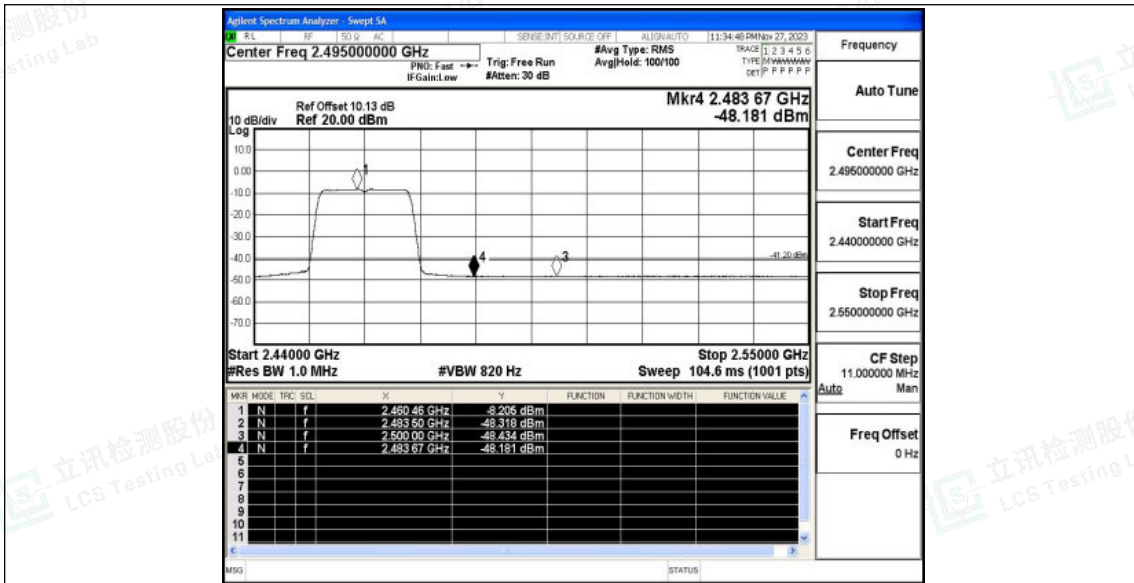 Agilent Spectrum Analyzer - Swept SA
RL RF 50 Ω AC SENSE:INT SOURCE OFF ALIGNAUTO 11:34:48 PMNov 27, 2023
Center Freq 2.495000000 GHz
PNO: Fast
IFGain:Low
Trig: Free Run
#Atten: 30 dB
#Avg Type: RMS
Avg|Hold: 100/100
TRACE 1 2 3 4 5 6
TYPE MWWWWW
DET P P P P P P
Ref Offset 10.13 dB
Ref 20.00 dBm
10 dB/div
Log
Mkr4 2.483 67 GHz
-48.181 dBm
10.0
0.00
-10.0
-20.0
-30.0
-40.0
-50.0
-60.0
-70.0
1
4
3
-41.20 dBm
Start 2.44000 GHz
Stop 2.55000 GHz
#Res BW 1.0 MHz
#VBW 820 Hz
Sweep 104.6 ms (1001 pts)
MKR MODE TRC SCL X Y FUNCTION FUNCTION WIDTH FUNCTION VALUE
1 N f 2.460 46 GHz -8.205 dBm
2 N f 2.483 50 GHz -48.318 dBm
3 N f 2.500 00 GHz -48.434 dBm
4 N f 2.483 67 GHz -48.181 dBm
5
6
7
8
9
10
11
MSG
STATUS
Frequency
Auto Tune
Center Freq
2.495000000 GHz
Start Freq
2.440000000 GHz
Stop Freq
2.550000000 GHz
CF Step
11.000000 MHz
Auto Man
Freq Offset
0 Hz
测股份
sting Lab
立讯检测股份
LCS Testing Lab
立讯检测股份
LCS Testing L